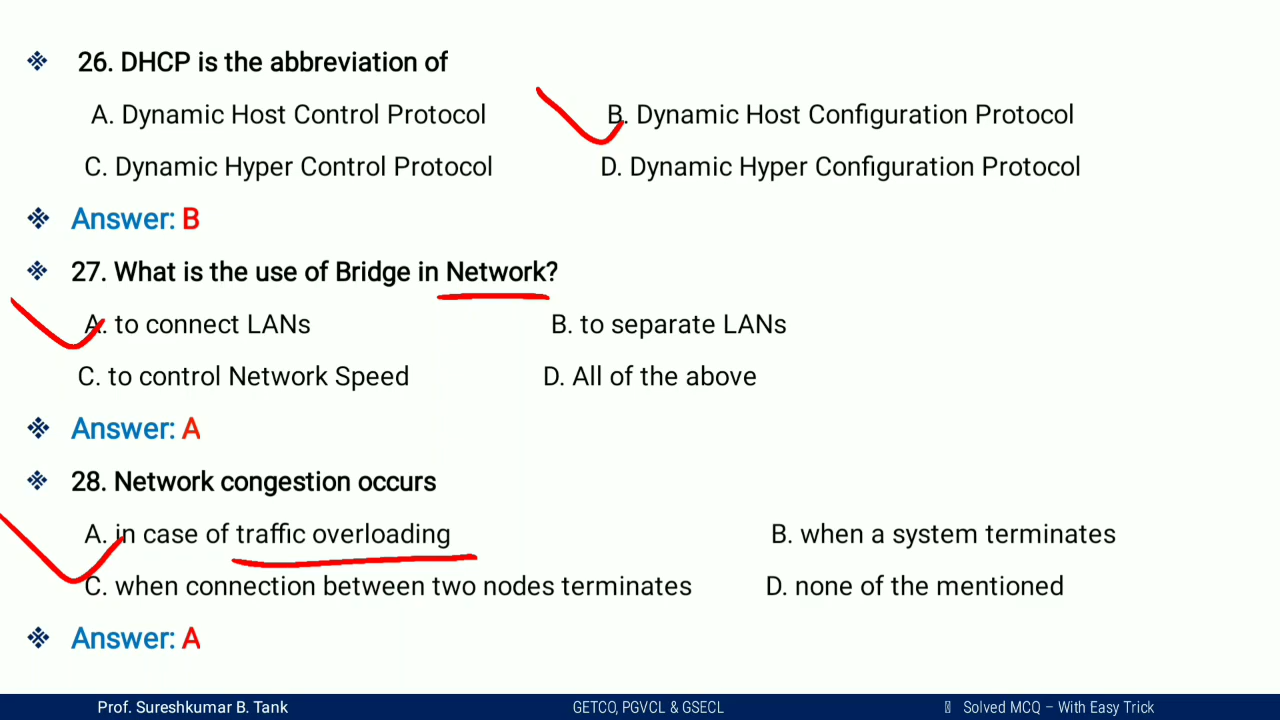 ❖ 26. DHCP is the abbreviation of
A. Dynamic Host Control Protocol B. Dynamic Host Configuration Protocol
C. Dynamic Hyper Control Protocol D. Dynamic Hyper Configuration Protocol
❖ Answer: B
❖ 27. What is the use of Bridge in Network?
A. to connect LANs B. to separate LANs
C. to control Network Speed D. All of the above
❖ Answer: A
❖ 28. Network congestion occurs
A. in case of traffic overloading B. when a system terminates
C. when connection between two nodes terminates D. none of the mentioned
❖ Answer: A
Prof. Sureshkumar B. Tank GETCO, PGVCL & GSECL Solved MCQ – With Easy Trick